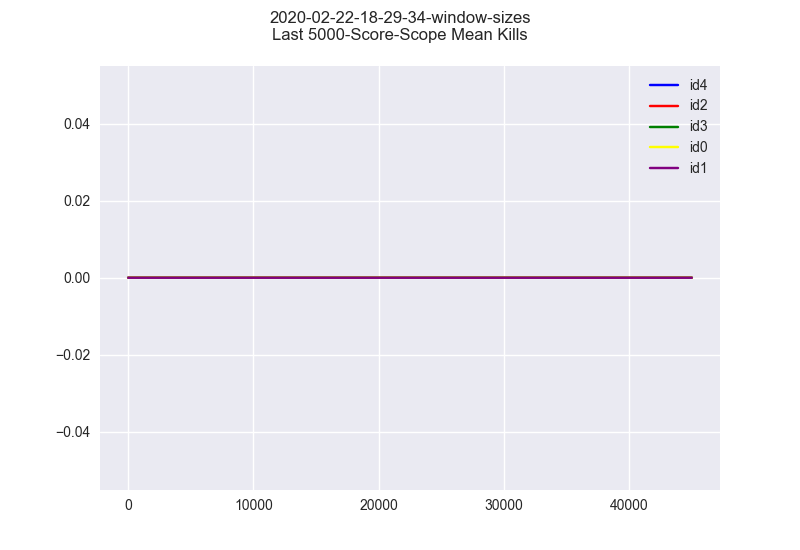 2020-02-22-18-29-34-window-sizes
Last 5000-Score-Scope Mean Kills
id4
id2
id3
id0
id1
0.04
0.02
0.00
−0.02
−0.04
0 10000 20000 30000 40000